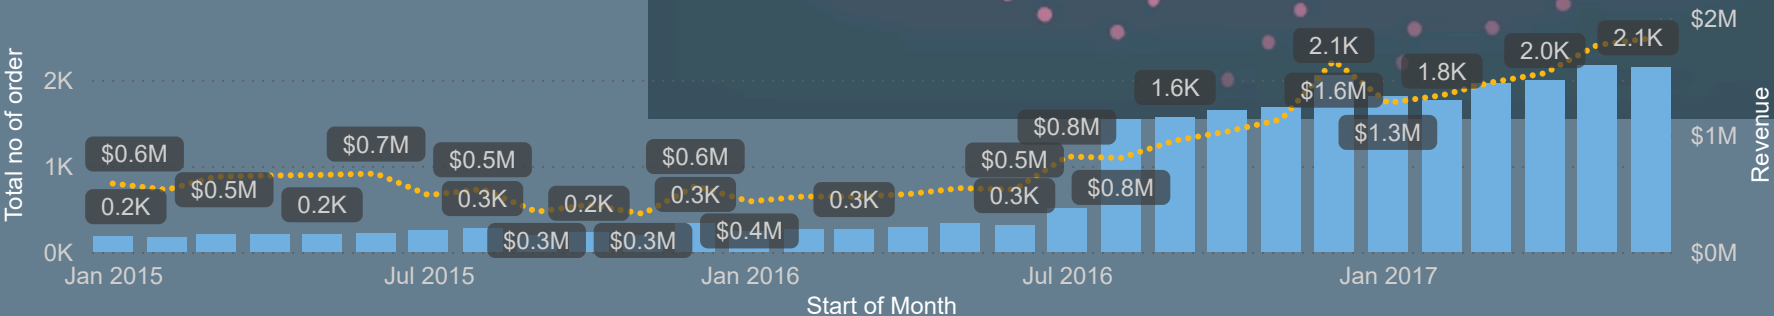 Total no of order
2K
1K
0K
$2M
$1M
$0M
Revenue
$0.6M
0.2K
$0.5M
0.2K
$0.7M
$0.5M
0.3K
$0.3M
0.2K
$0.3M
$0.6M
0.3K
$0.4M
0.3K
$0.5M
0.3K
$0.8M
$0.8M
1.6K
2.1K
$1.6M
$1.3M
1.8K
2.0K
2.1K
Jan 2015
Jul 2015
Jan 2016
Jul 2016
Jan 2017
Start of Month